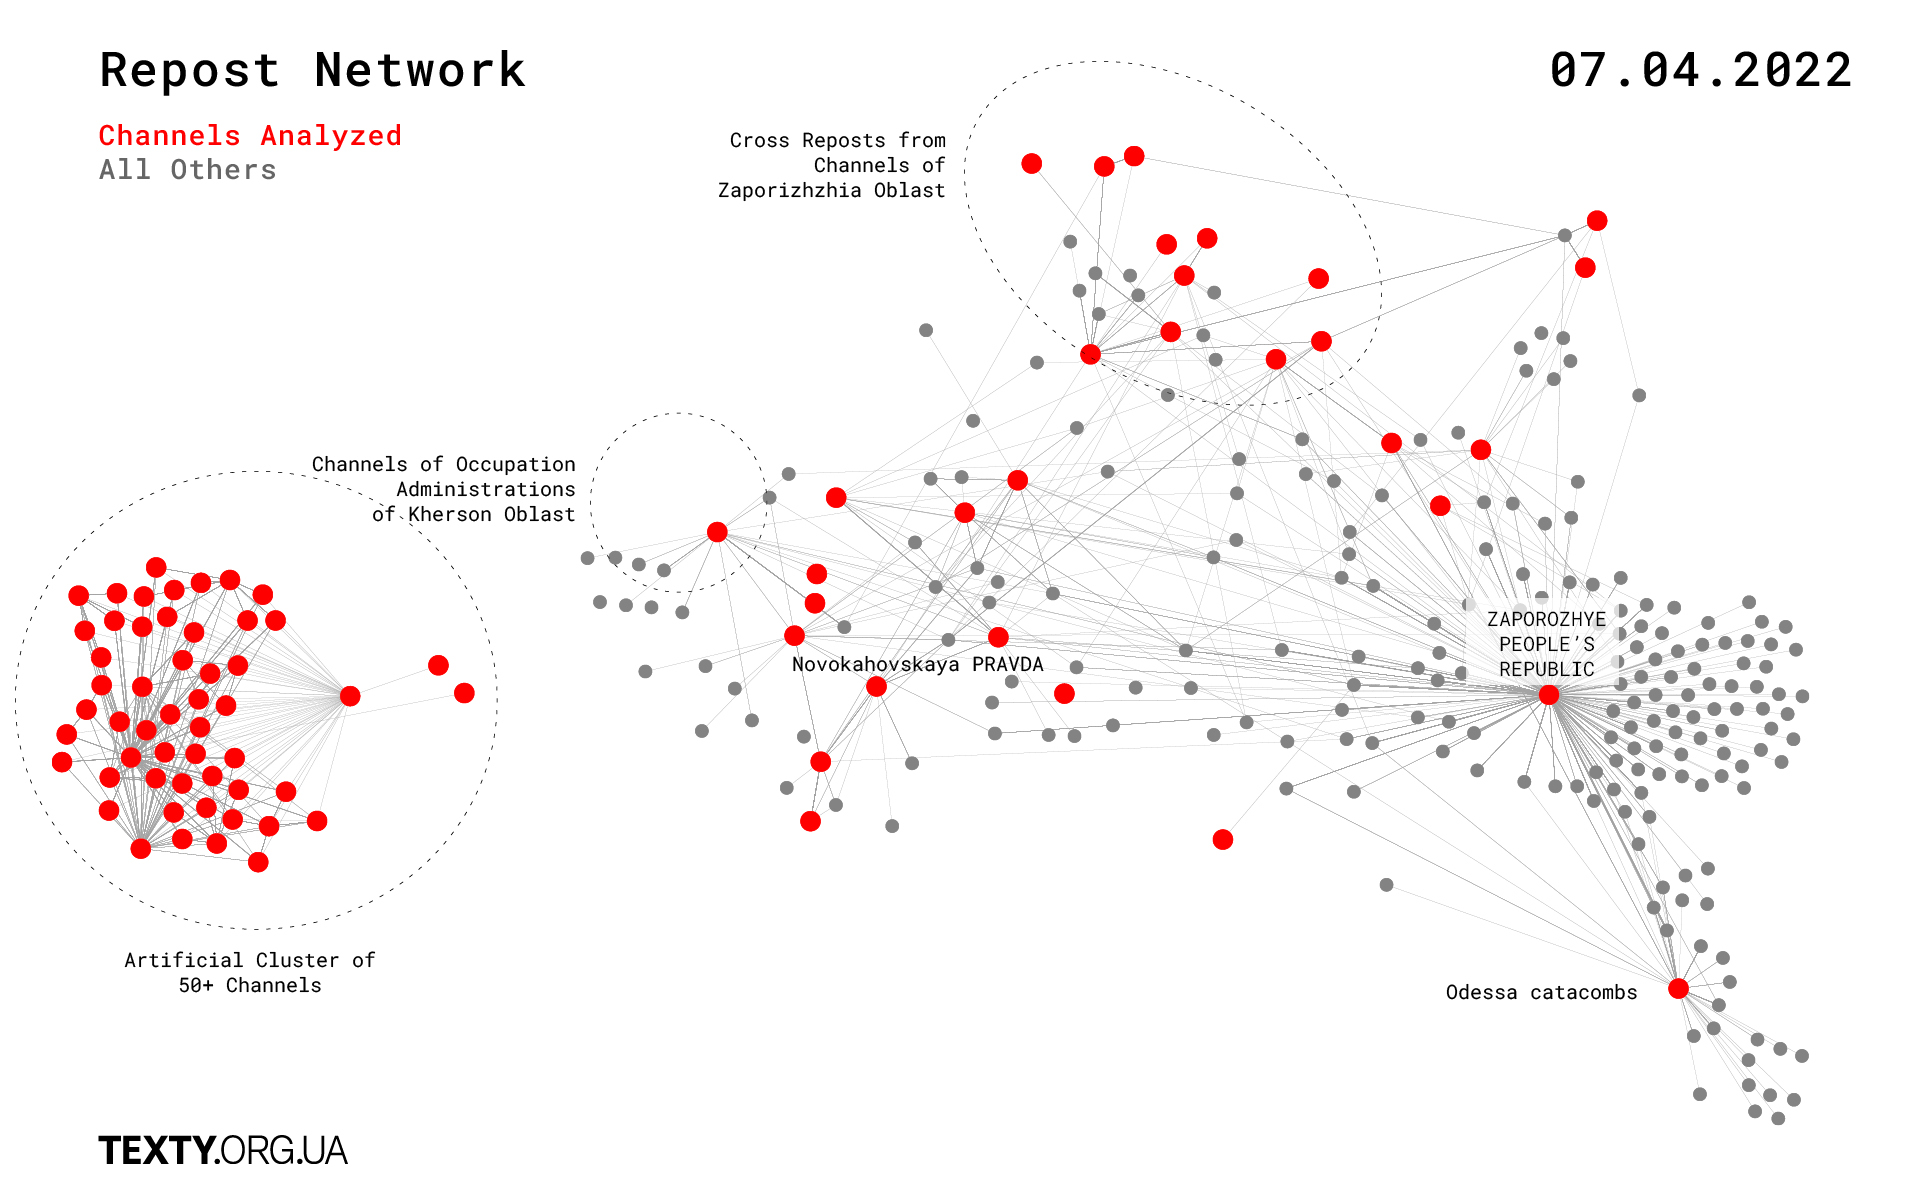 Repost Network
07.04.2022
Channels Analyzed
All Others
Cross Reposts from
Channels of
Zaporizhzhia Oblast
Channels of Occupation
Administrations
of Kherson Oblast
ZAPOROZHYE
PEOPLE'S
REPUBLIC
Novokahovskaya PRAVDA
Artificial Cluster of
50+ Channels
Odessa catacombs
TEXTY.ORG.UA